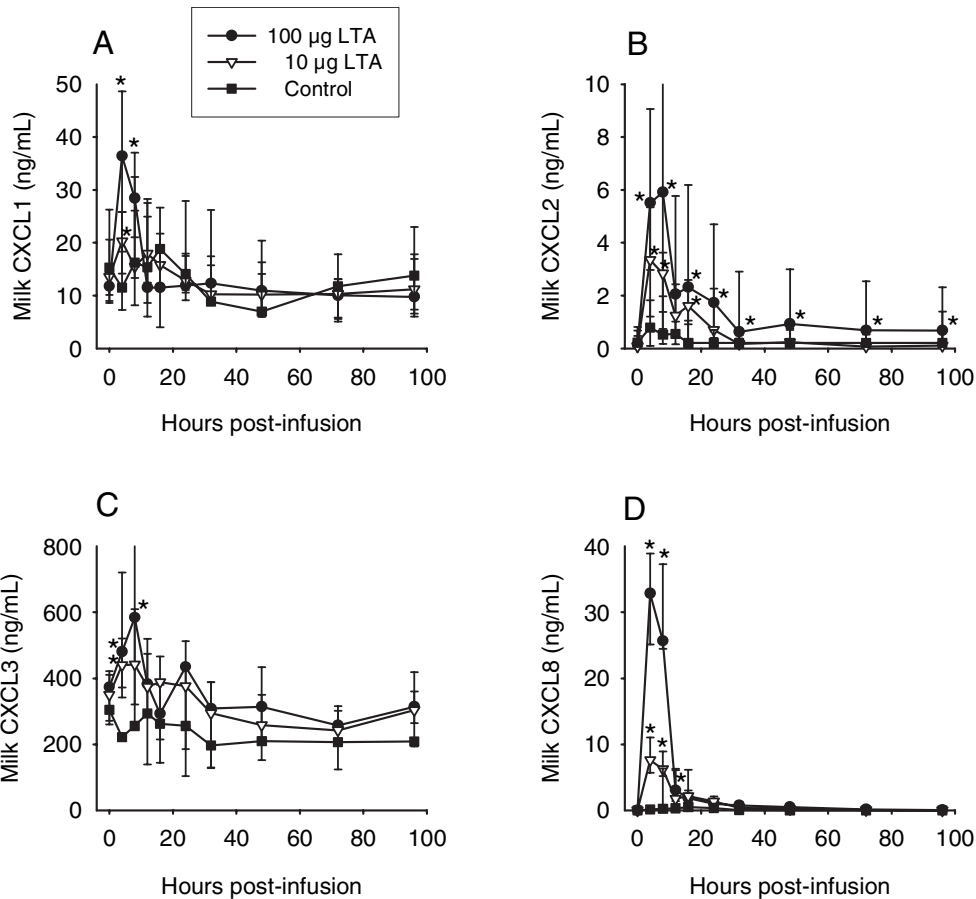 100 µg LTA
10 µg LTA
Control
A
50
40
30
20
10
0
Milk CXCL1 (ng/mL)
* * *
0 20 40 60 80 100
Hours post-infusion
B
10
8
6
4
2
0
Milk CXCL2 (ng/mL)
* * * * * * * * * * *
0 20 40 60 80 100
Hours post-infusion
C
800
600
400
200
0
Milk CXCL3 (ng/mL)
* * *
0 20 40 60 80 100
Hours post-infusion
D
40
30
20
10
0
Milk CXCL8 (ng/mL)
* * * * *
0 20 40 60 80 100
Hours post-infusion